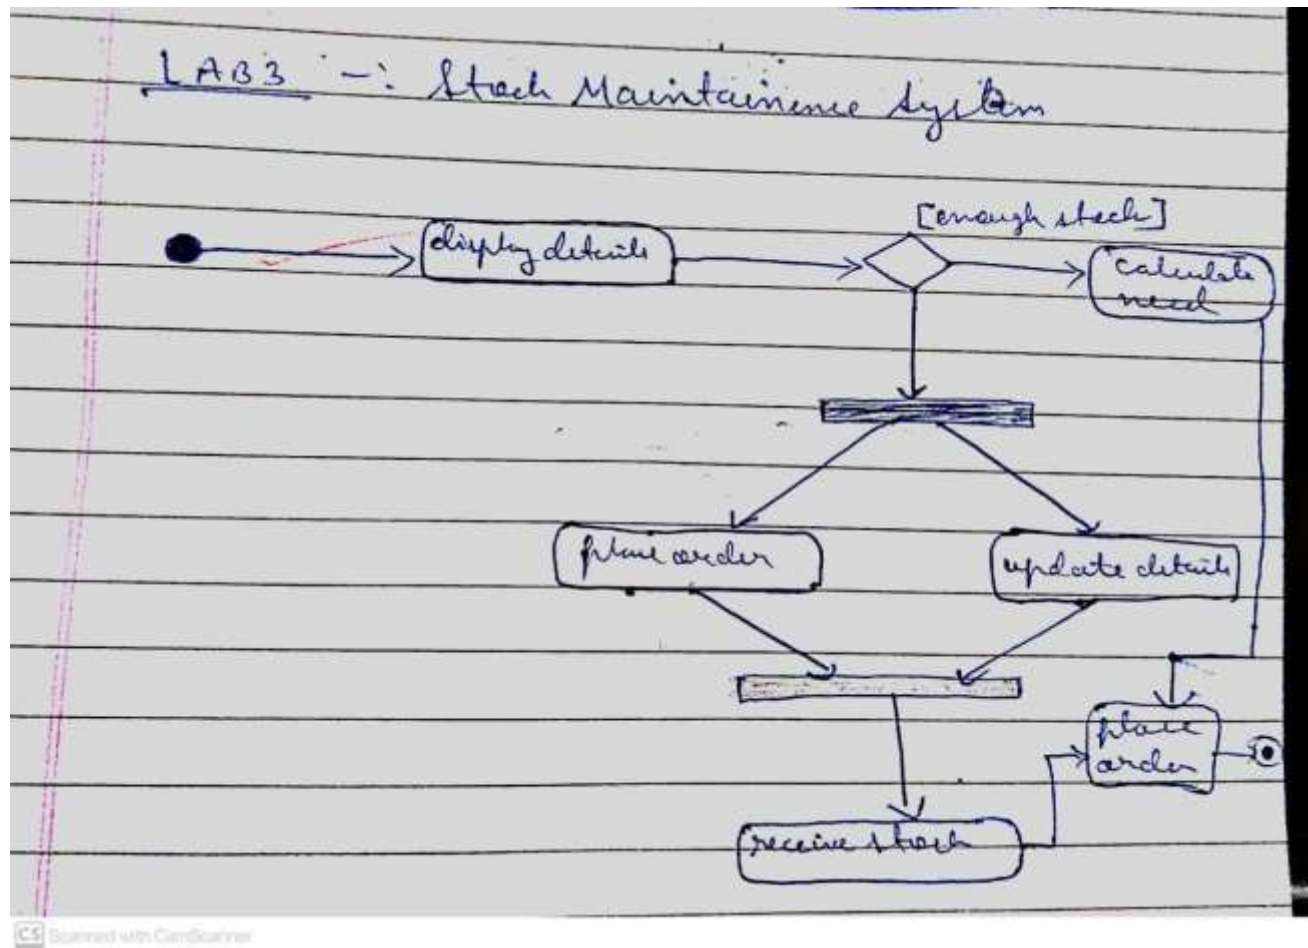 LAB3 -: Stock Maintainence System
[enough stock]
display details
calculate
need
place order
update details
place
order
receive stock
CS Scanned with CamScanner